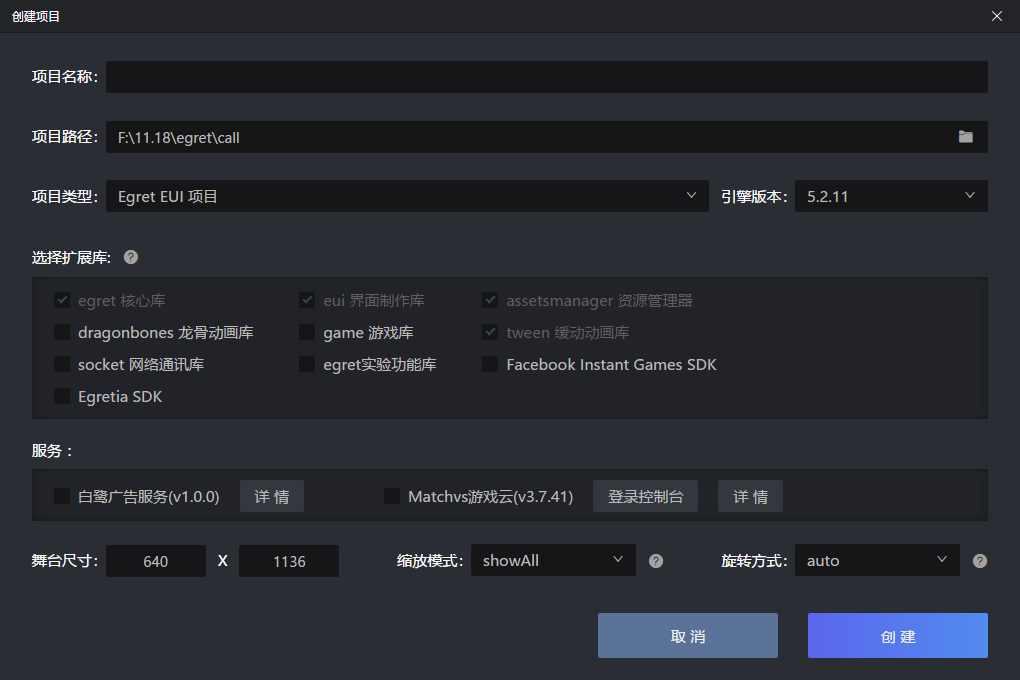 创建项目
项目名称：
项目路径： F:\11.18\egret\call
项目类型： Egret EUI 项目 引擎版本： 5.2.11
选择扩展库: ?
egret 核心库 eui 界面制作库 assetsmanager 资源管理器
dragonbones 龙骨动画库 game 游戏库 tween 缓动动画库
socket 网络通讯库 egret实验功能库 Facebook Instant Games SDK
Egretia SDK
服务：
白鹭广告服务(v1.0.0) 详 情 Matchvs游戏云(v3.7.41) 登录控制台 详 情
舞台尺寸： 640 X 1136 缩放模式： showAll ? 旋转方式： auto ?
取 消 创 建